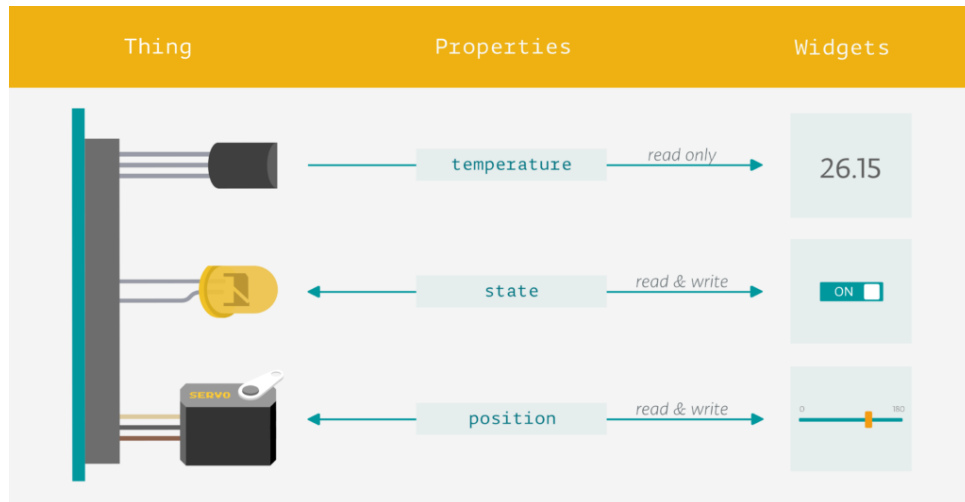 Thing Properties Widgets
temperature read only 26.15
state read & write ON
SERVO
position read & write 0 180